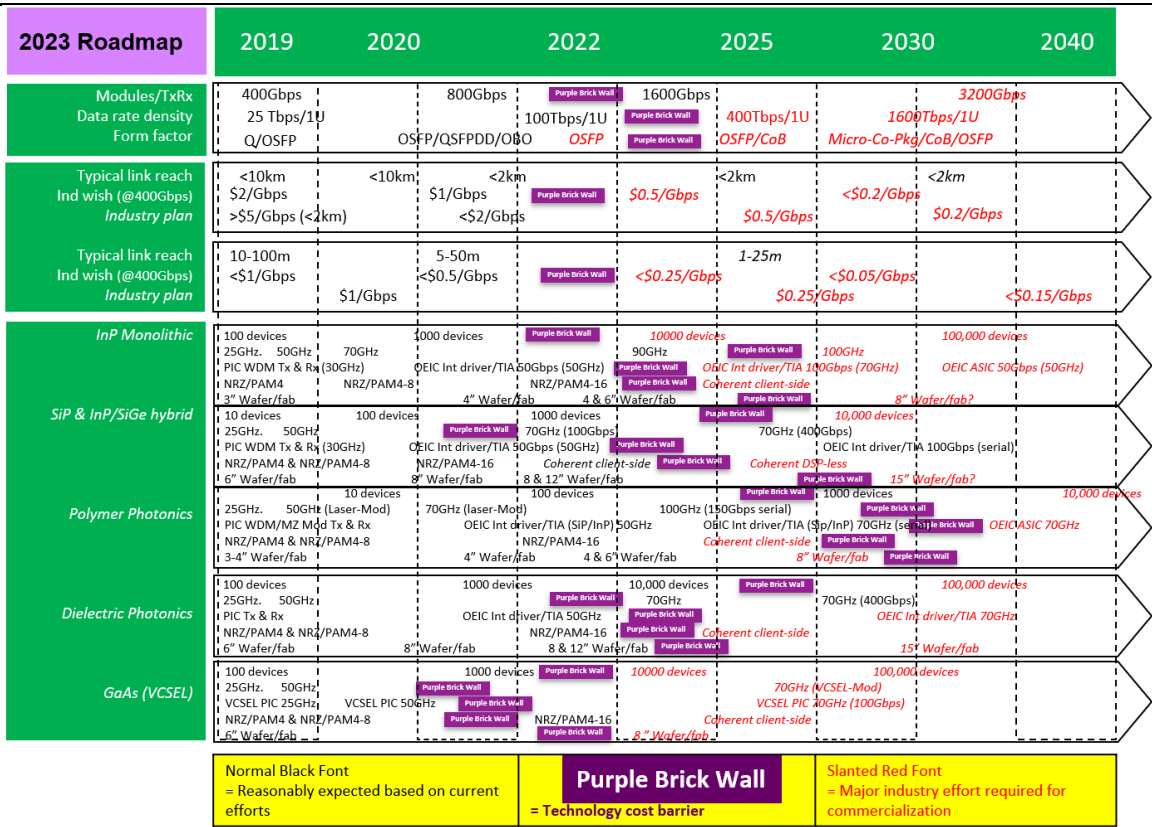 2023 Roadmap 2019 2020 2022 2025 2030 2040
Modules/TxRx 400Gbps 800Gbps Purple Brick Wall 1600Gbps 3200Gbps
Data rate density 25 Tbps/1U 100Tbps/1U Purple Brick Wall 400Tbps/1U 1600Tbps/1U
Form factor Q/OSFP OSFP/QSFPDD/OBO OSFP Purple Brick Wall OSFP/CoB Micro-Co-Pkg/CoB/OSFP
Typical link reach <10km <10km <2km <2km <2km
Ind wish (@400Gbps) $2/Gbps $1/Gbps Purple Brick Wall $0.5/Gbps <$0.2/Gbps
Industry plan >$5/Gbps (<2km) <$2/Gbps $0.5/Gbps $0.2/Gbps
Typical link reach 10-100m 5-50m 1-25m
Ind wish (@400Gbps) <$1/Gbps <$0.5/Gbps Purple Brick Wall <$0.25/Gbps <$0.05/Gbps
Industry plan $1/Gbps $0.25/Gbps <$0.15/Gbps
InP Monolithic 100 devices 1000 devices Purple Brick Wall 10000 devices 100,000 devices
25GHz. 50GHz 70GHz 90GHz Purple Brick Wall 100GHz
PIC WDM Tx & Rx (30GHz) OEIC Int driver/TIA 50Gbps (50GHz) Purple Brick Wall OEIC Int driver/TIA 100Gbps (70GHz) OEIC ASIC 50Gbps (50GHz)
NRZ/PAM4 NRZ/PAM4-8 NRZ/PAM4-16 Purple Brick Wall Coherent client-side
3" Wafer/fab 4" Wafer/fab 4 & 6" Wafer/fab Purple Brick Wall 8" Wafer/fab?
SiP & InP/SiGe hybrid 10 devices 100 devices 1000 devices Purple Brick Wall 10,000 devices
25GHz. 50GHz Purple Brick Wall 70GHz (100Gbps) 70GHz (400Gbps)
PIC WDM Tx & Rx (30GHz) OEIC Int driver/TIA 50Gbps (50GHz) Purple Brick Wall OEIC Int driver/TIA 100Gbps (serial)
NRZ/PAM4 & NRZ/PAM4-8 NRZ/PAM4-16 Coherent client-side Purple Brick Wall Coherent DSP-less
6" Wafer/fab 8" Wafer/fab 8 & 12" Wafer/fab Purple Brick Wall 15" Wafer/fab?
10 devices 100 devices Purple Brick Wall 1000 devices 10,000 devices
Polymer Photonics 25GHz. 50GHz (Laser-Mod) 70GHz (laser-Mod) 100GHz (150Gbps serial) Purple Brick Wall
PIC WDM/MZ Mod Tx & Rx OEIC Int driver/TIA (SiP/InP) 50GHz OEIC Int driver/TIA (Sip/InP) 70GHz (serial) Purple Brick Wall OEIC ASIC 70GHz
NRZ/PAM4 & NRZ/PAM4-8 NRZ/PAM4-16 Coherent client-side Purple Brick Wall
3-4" Wafer/fab 4" Wafer/fab 4 & 6" Wafer/fab 8" Wafer/fab Purple Brick Wall
100 devices 1000 devices 10,000 devices Purple Brick Wall 100,000 devices
25GHz. 50GHz Purple Brick Wall 70GHz 70GHz (400Gbps)
Dielectric Photonics PIC Tx & Rx OEIC Int driver/TIA 50GHz Purple Brick Wall OEIC Int driver/TIA 70GHz
NRZ/PAM4 & NRZ/PAM4-8 NRZ/PAM4-16 Purple Brick Wall Coherent client-side
6" Wafer/fab 8" Wafer/fab 8 & 12" Wafer/fab Purple Brick Wall 15" Wafer/fab
100 devices 1000 devices Purple Brick Wall 10000 devices 100,000 devices
GaAs (VCSEL) 25GHz. 50GHz Purple Brick Wall 70GHz (VCSEL-Mod)
VCSEL PIC 25GHz VCSEL PIC 50GHz Purple Brick Wall VCSEL PIC 70GHz (100Gbps)
NRZ/PAM4 & NRZ/PAM4-8 Purple Brick Wall NRZ/PAM4-16 Coherent client-side
6" Wafer/fab Purple Brick Wall 8 " Wafer/fab
Normal Black Font
= Reasonably expected based on current
efforts
Purple Brick Wall
= Technology cost barrier
Slanted Red Font
= Major industry effort required for
commercialization